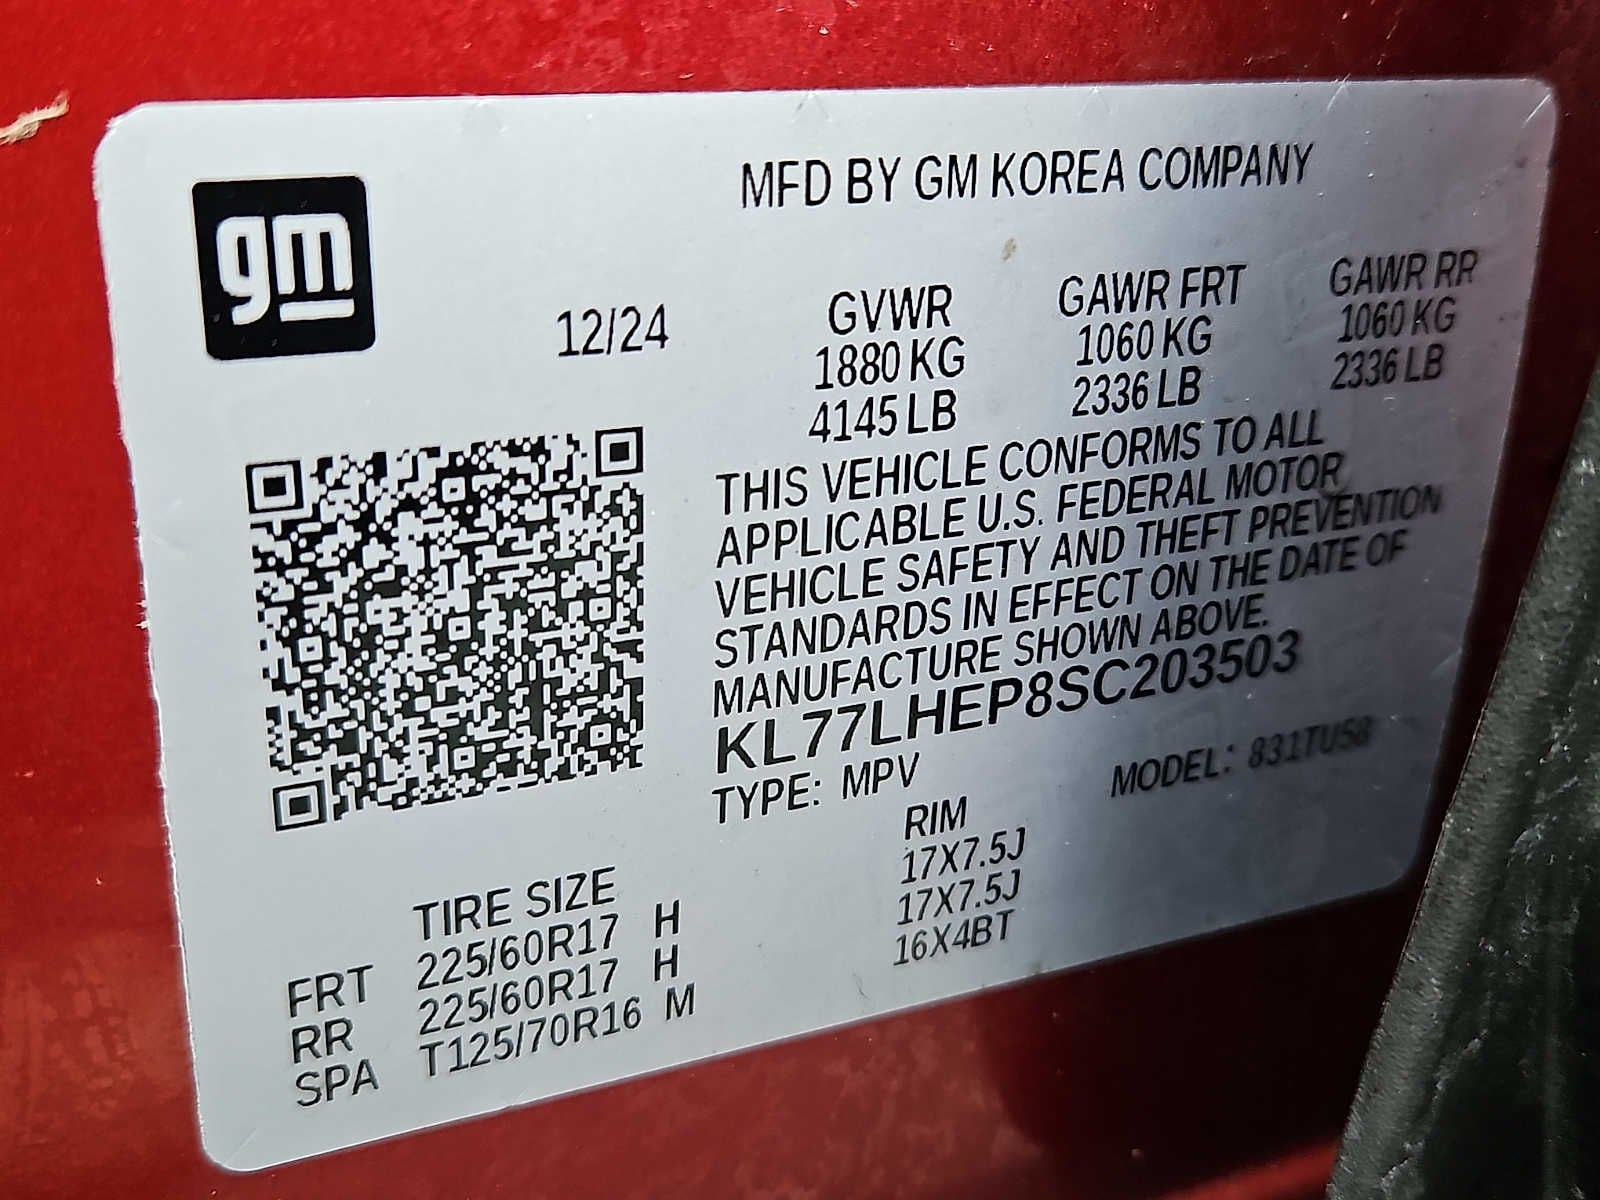 gm
MFD BY GM KOREA COMPANY
12/24
GVWR GAWR FRT GAWR RR
1880 KG 1060 KG 1060 KG
4145 LB 2336 LB 2336 LB
THIS VEHICLE CONFORMS TO ALL
APPLICABLE U.S. FEDERAL MOTOR
VEHICLE SAFETY AND THEFT PREVENTION
STANDARDS IN EFFECT ON THE DATE OF
MANUFACTURE SHOWN ABOVE.
KL77LHEP8SC203503
TYPE: MPV MODEL: 831TU58
TIRE SIZE RIM
FRT 225/60R17 H 17X7.5J
RR 225/60R17 H 17X7.5J
SPA T125/70R16 M 16X4BT